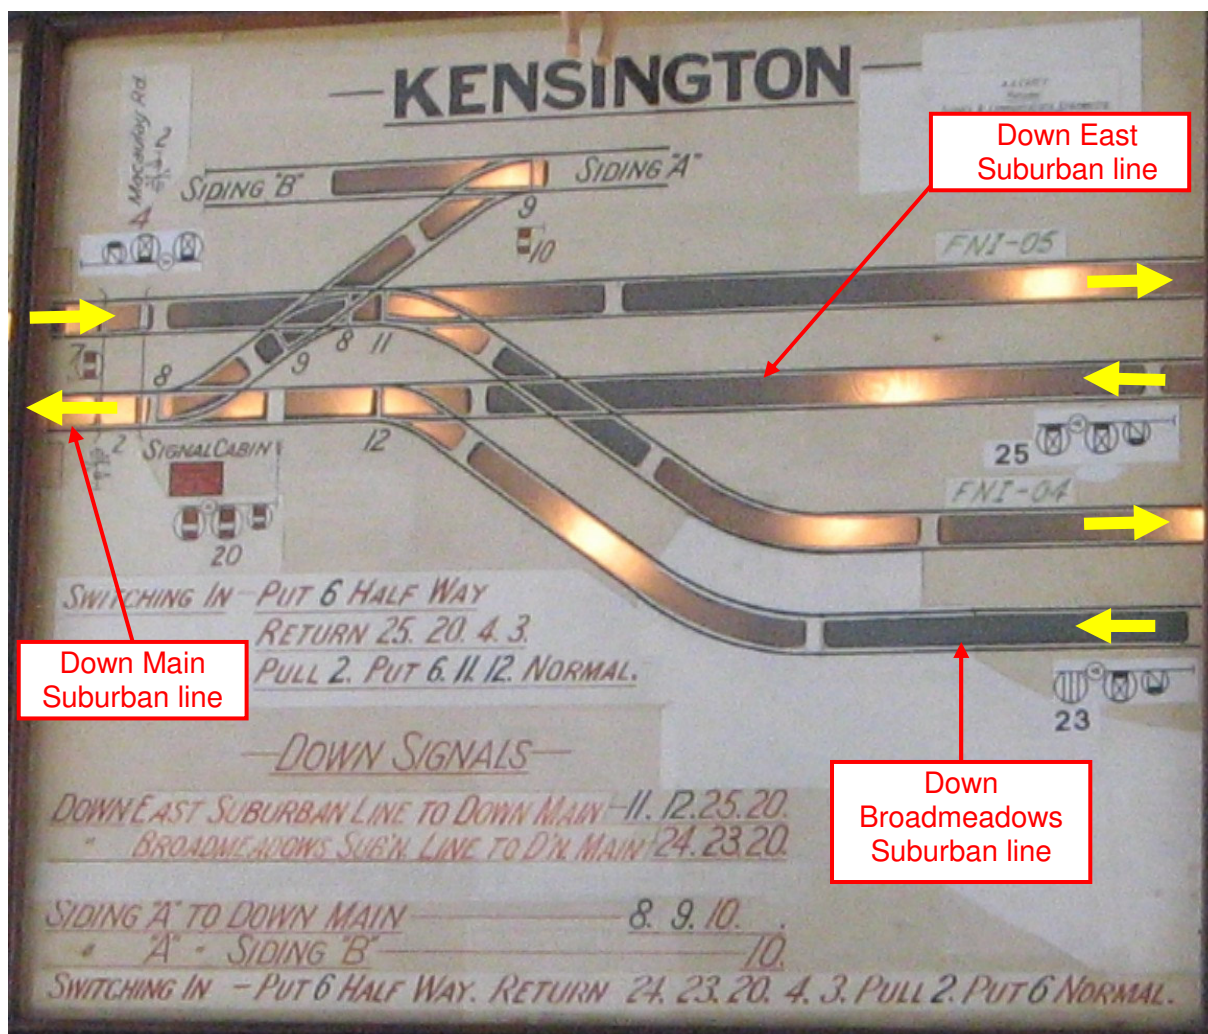 KENSINGTON
Macaulay Rd.
2
4
SIDING "B"
SIDING "A"
9
10
Down East
Suburban line
FNI-05
7
8
9
8
11
2
12
SIGNAL CABIN
20
25
FNI-04
SWITCHING IN - PUT 6 HALF WAY
RETURN 25. 20. 4. 3.
PULL 2. PUT 6. 11. 12. NORMAL.
Down Main
Suburban line
23
Down
Broadmeadows
Suburban line
DOWN SIGNALS
DOWN EAST SUBURBAN LINE TO DOWN MAIN - 11. 12. 25. 20.
" BROADMEADOWS SUB'N. LINE TO D'N. MAIN 24. 23. 20.
SIDING "A" TO DOWN MAIN 8. 9. 10.
" "A" " SIDING "B" 10.
SWITCHING IN - PUT 6 HALF WAY. RETURN 24. 23. 20. 4. 3. PULL 2. PUT 6 NORMAL.